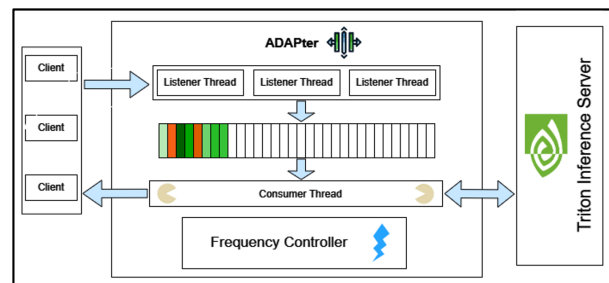 ADAPter
Client
Client
Client
Listener Thread
Listener Thread
Listener Thread
Consumer Thread
Frequency Controller
Triton Inference Server